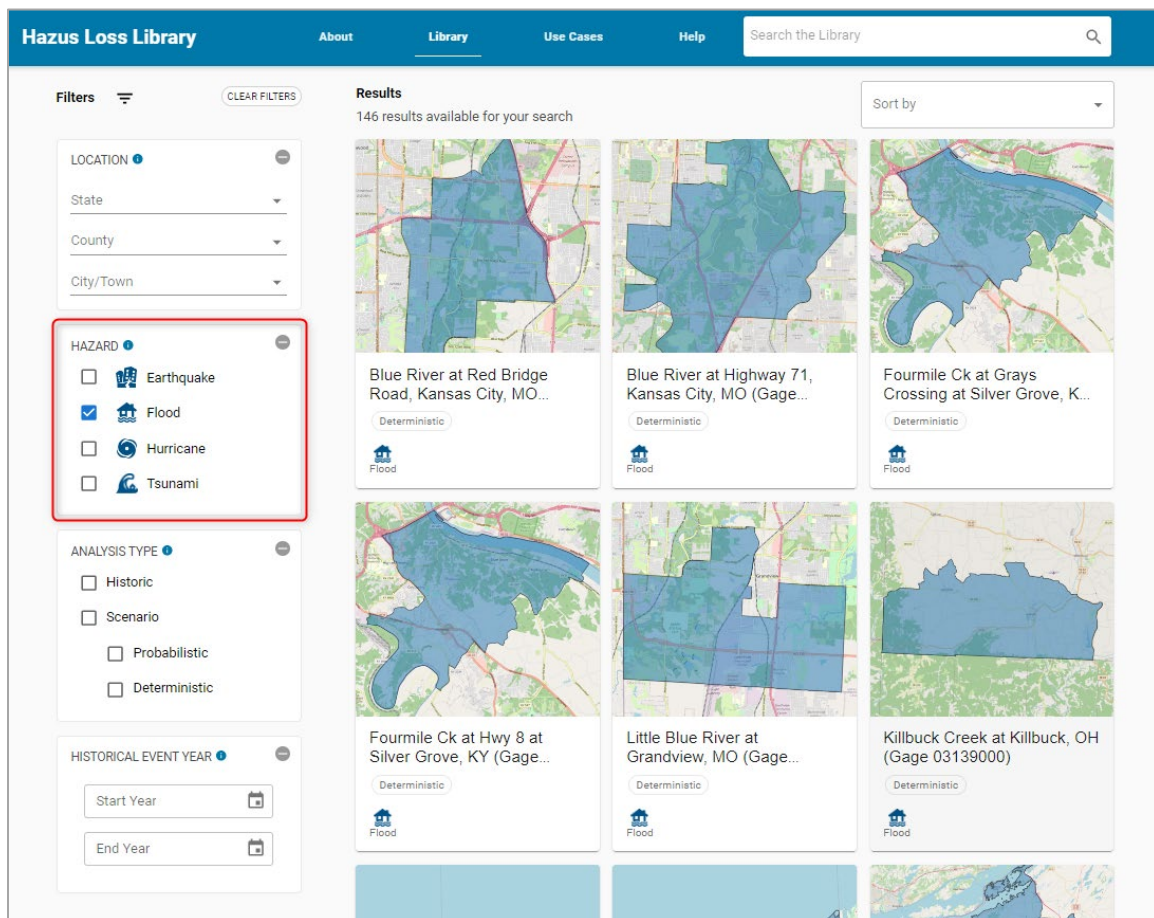 Hazus Loss Library
About
Library
Use Cases
Help
Search the Library
Filters
CLEAR FILTERS
LOCATION
State
County
City/Town
HAZARD
Earthquake
Flood
Hurricane
Tsunami
ANALYSIS TYPE
Historic
Scenario
Probabilistic
Deterministic
HISTORICAL EVENT YEAR
Start Year
End Year
Results
146 results available for your search
Sort by
Blue River at Red Bridge
Road, Kansas City, MO...
Deterministic
Flood
Blue River at Highway 71,
Kansas City, MO (Gage...
Deterministic
Flood
Fourmile Ck at Grays
Crossing at Silver Grove, K...
Deterministic
Flood
Fourmile Ck at Hwy 8 at
Silver Grove, KY (Gage...
Deterministic
Flood
Grandview
Little Blue River at
Grandview, MO (Gage...
Deterministic
Flood
Killbuck Creek at Killbuck, OH
(Gage 03139000)
Deterministic
Flood